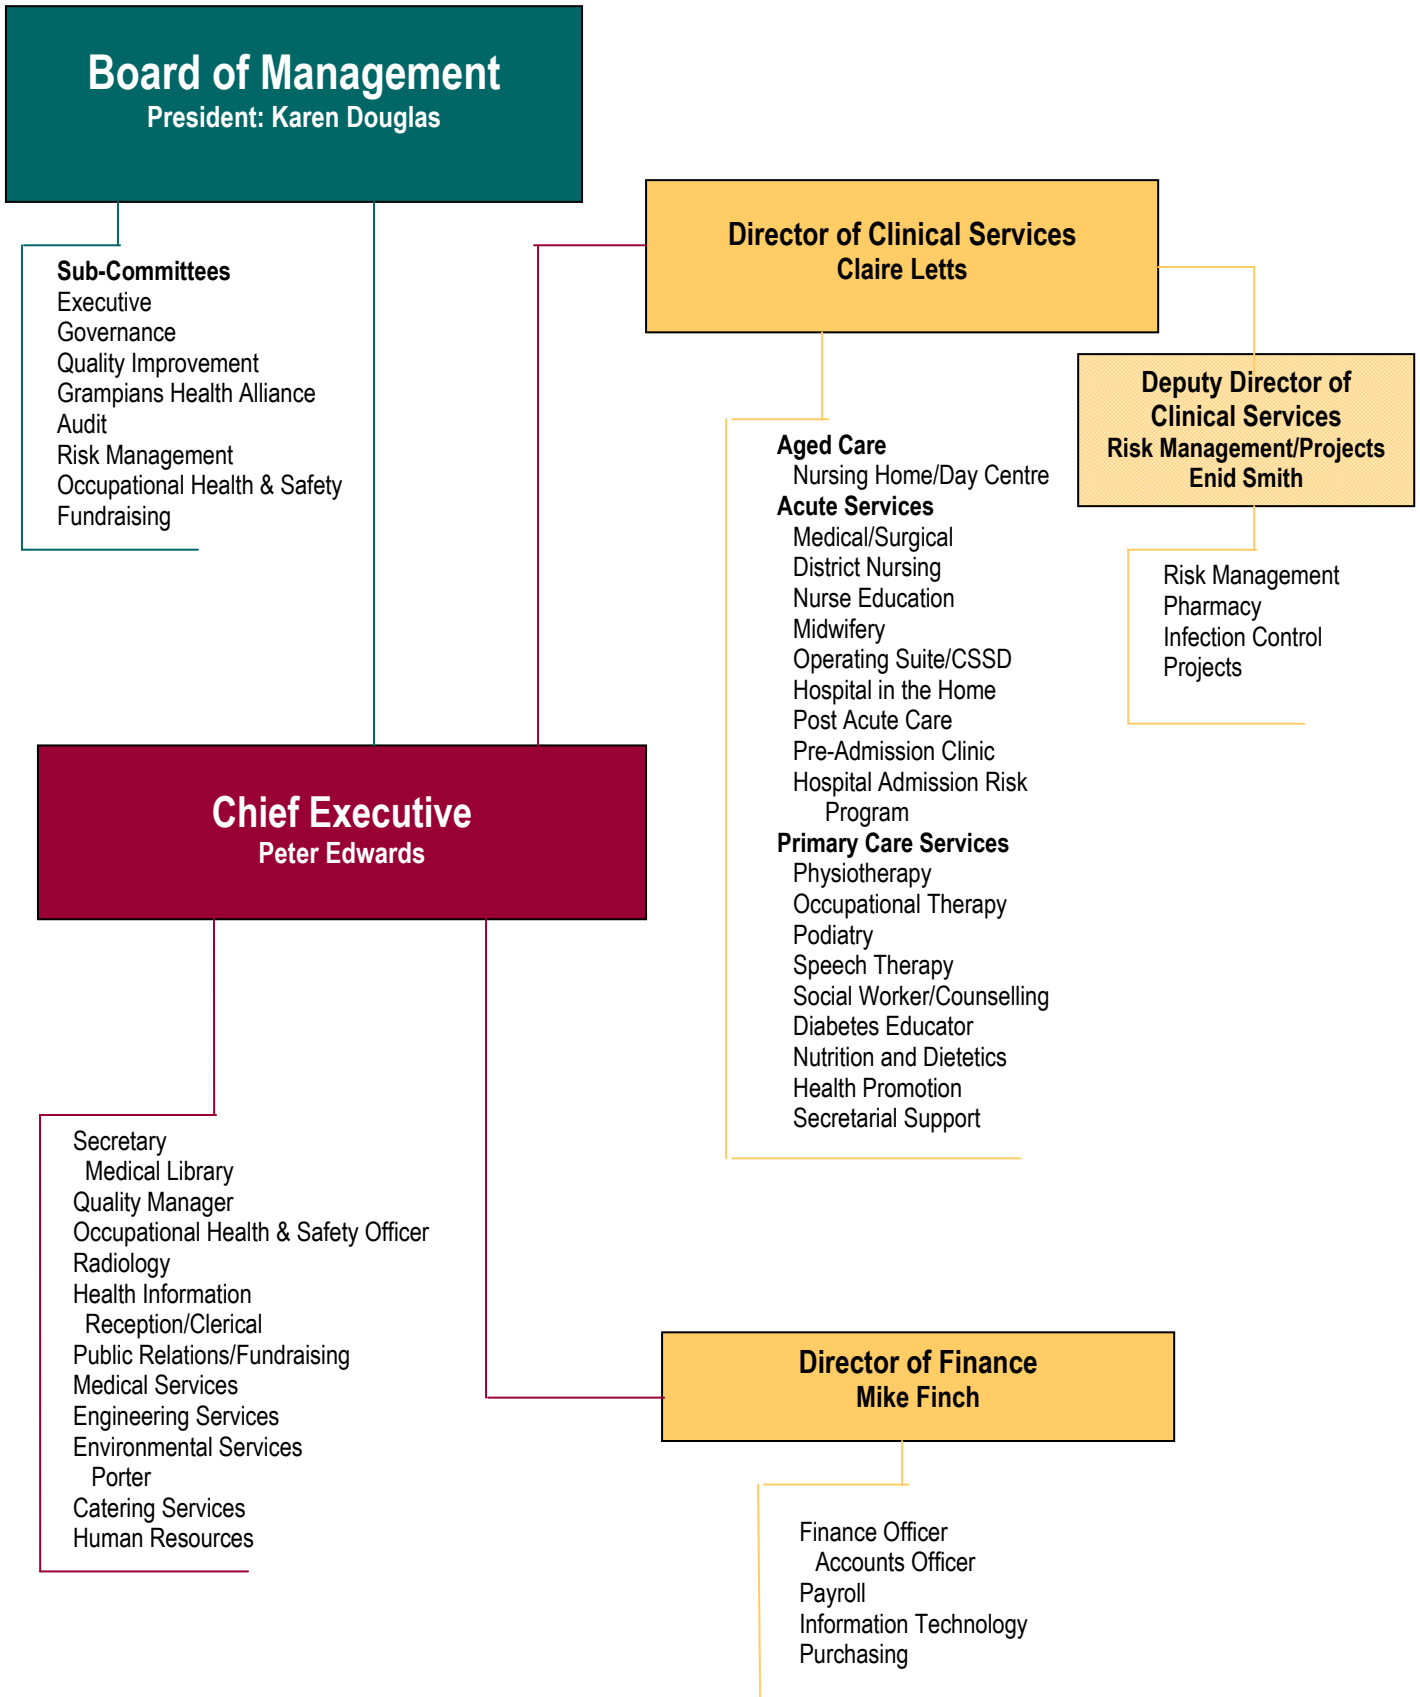 Board of Management
President: Karen Douglas
Sub-Committees
Executive
Governance
Quality Improvement
Grampians Health Alliance
Audit
Risk Management
Occupational Health & Safety
Fundraising
Director of Clinical Services
Claire Letts
Deputy Director of
Clinical Services
Risk Management/Projects
Enid Smith
Aged Care
Nursing Home/Day Centre
Acute Services
Medical/Surgical
District Nursing
Nurse Education
Midwifery
Operating Suite/CSSD
Hospital in the Home
Post Acute Care
Pre-Admission Clinic
Hospital Admission Risk
Program
Primary Care Services
Physiotherapy
Occupational Therapy
Podiatry
Speech Therapy
Social Worker/Counselling
Diabetes Educator
Nutrition and Dietetics
Health Promotion
Secretarial Support
Risk Management
Pharmacy
Infection Control
Projects
Chief Executive
Peter Edwards
Secretary
Medical Library
Quality Manager
Occupational Health & Safety Officer
Radiology
Health Information
Reception/Clerical
Public Relations/Fundraising
Medical Services
Engineering Services
Environmental Services
Porter
Catering Services
Human Resources
Director of Finance
Mike Finch
Finance Officer
Accounts Officer
Payroll
Information Technology
Purchasing